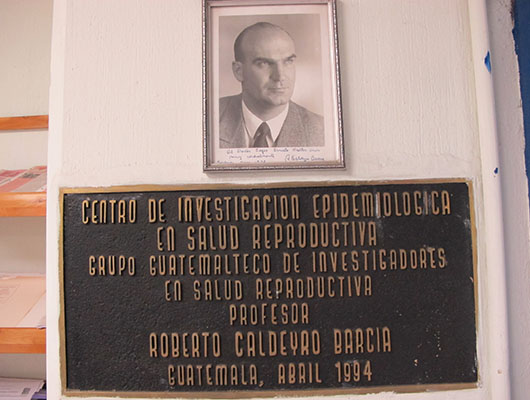 CENTRO DE INVESTIGACION EPIDEMIOLOGICA
EN SALUD REPRODUCTIVA
GRUPO GUATEMALTECO DE INVESTIGADORES
EN SALUD REPRODUCTIVA
PROFESOR
ROBERTO CALDEYRO BARCIA
GUATEMALA, ABRIL 1994